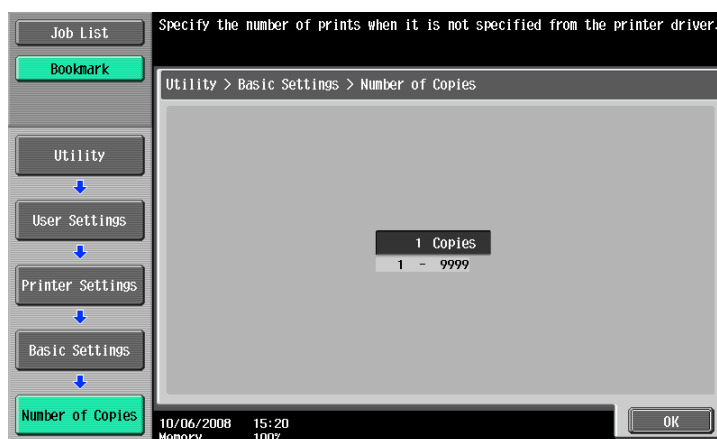 Job List
Bookmark
Specify the number of prints when it is not specified from the printer driver.
Utility > Basic Settings > Number of Copies
Utility
User Settings
Printer Settings
Basic Settings
Number of Copies
1 Copies
1 - 9999
10/06/2008 15:20
Memory 100%
OK